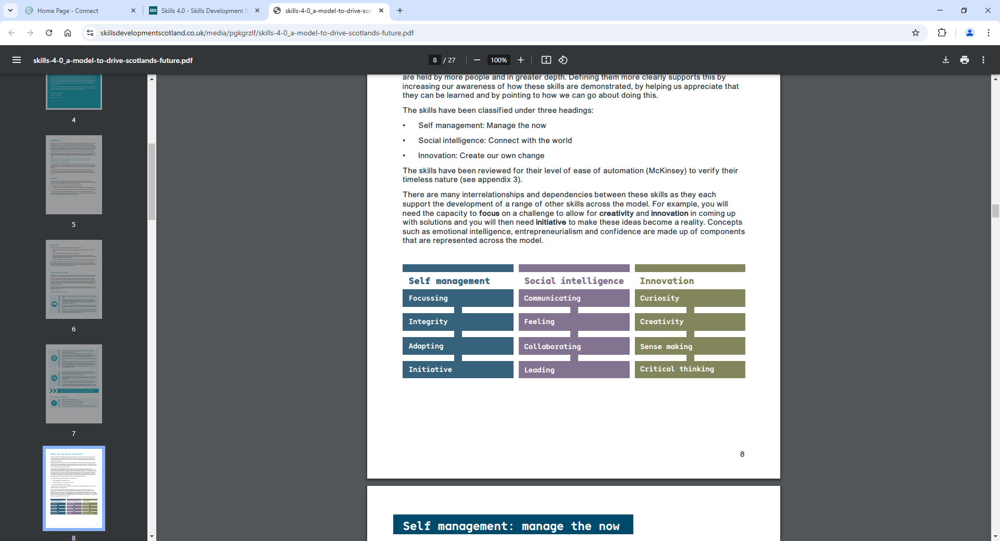 Home Page - Connect
SDS
Skills 4.0 - Skills Development S
skills-4-0_a-model-to-drive-sco
skillsdevelopmentscotland.co.uk/media/pgkgrzlf/skills-4-0_a-model-to-drive-scotlands-future.pdf
skills-4-0_a-model-to-drive-scotlands-future.pdf
8 / 27
100%
4
5
6
7
8
are held by more people and in greater depth. Defining them more clearly supports this by
increasing our awareness of how these skills are demonstrated, by helping us appreciate that
they can be learned and by pointing to how we can go about doing this.
The skills have been classified under three headings:
• Self management: Manage the now
• Social intelligence: Connect with the world
• Innovation: Create our own change
The skills have been reviewed for their level of ease of automation (McKinsey) to verify their
timeless nature (see appendix 3).
There are many interrelationships and dependencies between these skills as they each
support the development of a range of other skills across the model. For example, you will
need the capacity to focus on a challenge to allow for creativity and innovation in coming up
with solutions and you will then need initiative to make these ideas become a reality. Concepts
such as emotional intelligence, entrepreneurialism and confidence are made up of components
that are represented across the model.
Self management
Focussing
Integrity
Adapting
Initiative
Social intelligence
Communicating
Feeling
Collaborating
Leading
Innovation
Curiosity
Creativity
Sense making
Critical thinking
8
Self management: manage the now